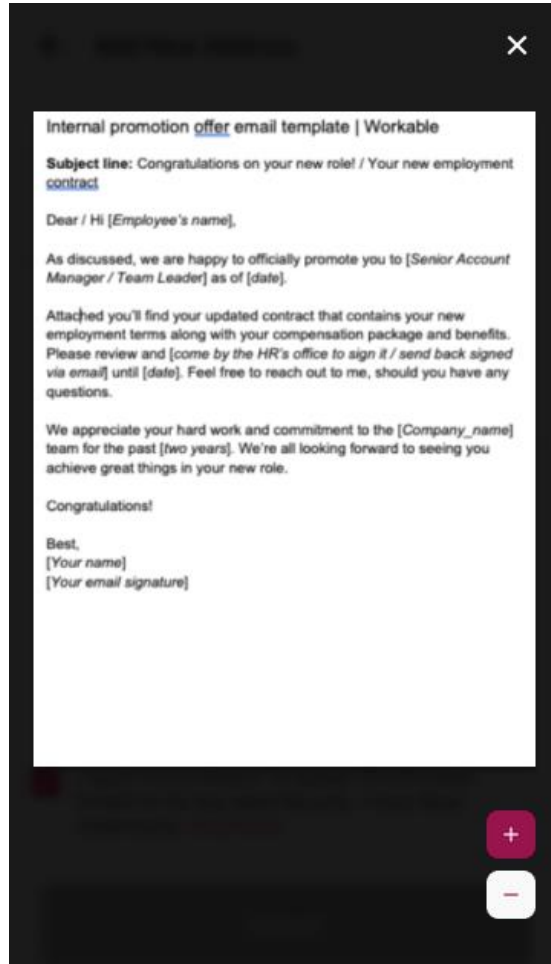 Internal promotion offer email template | Workable
Subject line: Congratulations on your new role! / Your new employment
contract
Dear / Hi [Employee's name],
As discussed, we are happy to officially promote you to [Senior Account
Manager / Team Leader] as of [date].
Attached you'll find your updated contract that contains your new
employment terms along with your compensation package and benefits.
Please review and [come by the HR's office to sign it / send back signed
via email] until [date]. Feel free to reach out to me, should you have any
questions.
We appreciate your hard work and commitment to the [Company_name]
team for the past [two years]. We're all looking forward to seeing you
achieve great things in your new role.
Congratulations!
Best,
[Your name]
[Your email signature]